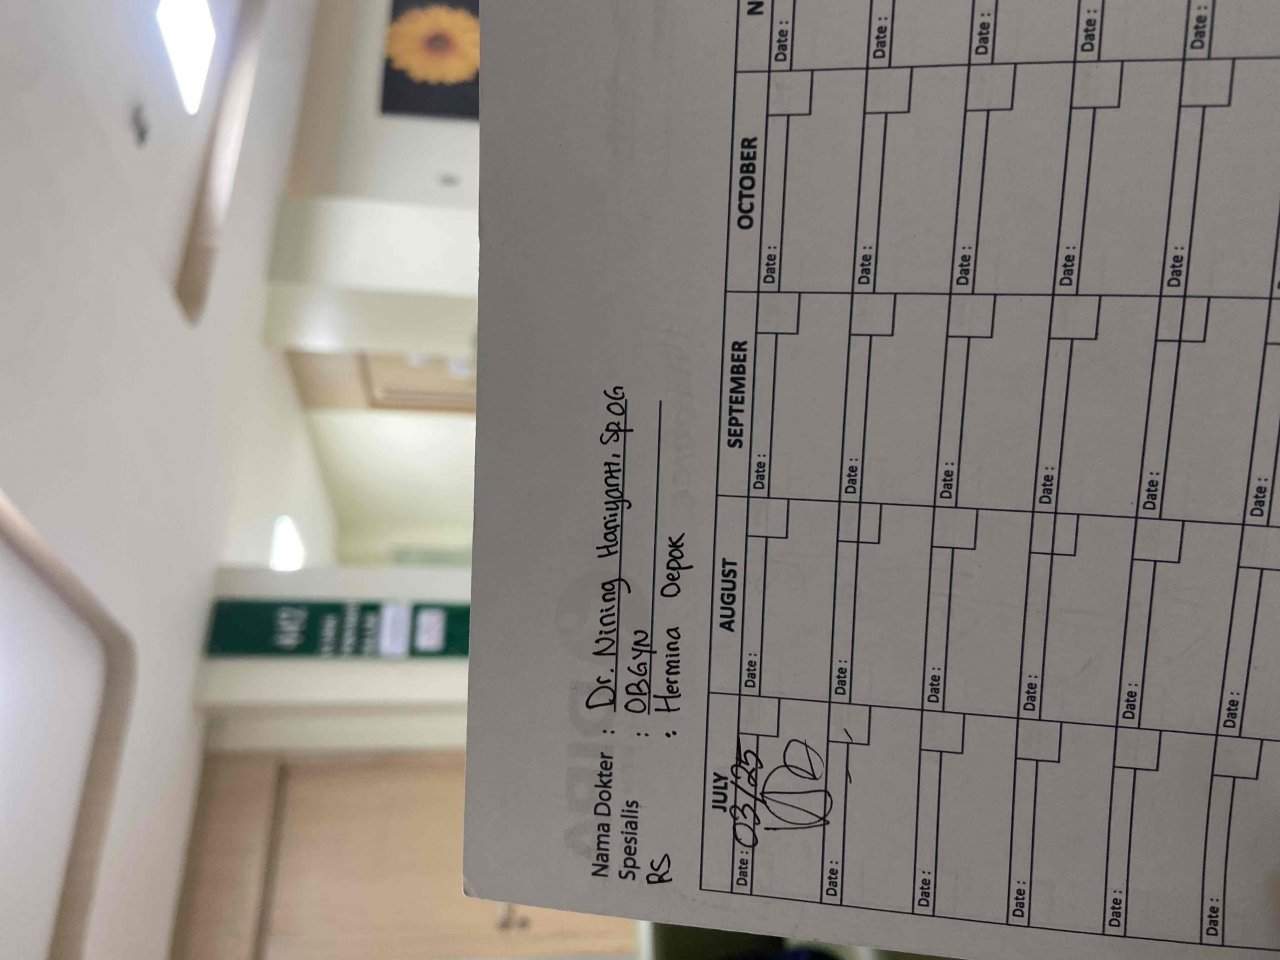 Nama Dokter : Dr. Nining Haniyanti, Sp.OG
Spesialis : OBGYN
RS : Hermina Depok
JULY AUGUST SEPTEMBER OCTOBER N
Date : 03/25 Date : Date : Date : Date :
Date : Date : Date : Date : Date :
Date : Date : Date : Date : Date :
Date : Date : Date : Date : Date :
Date : Date : Date : Date : Date :
Date : Date : Date :